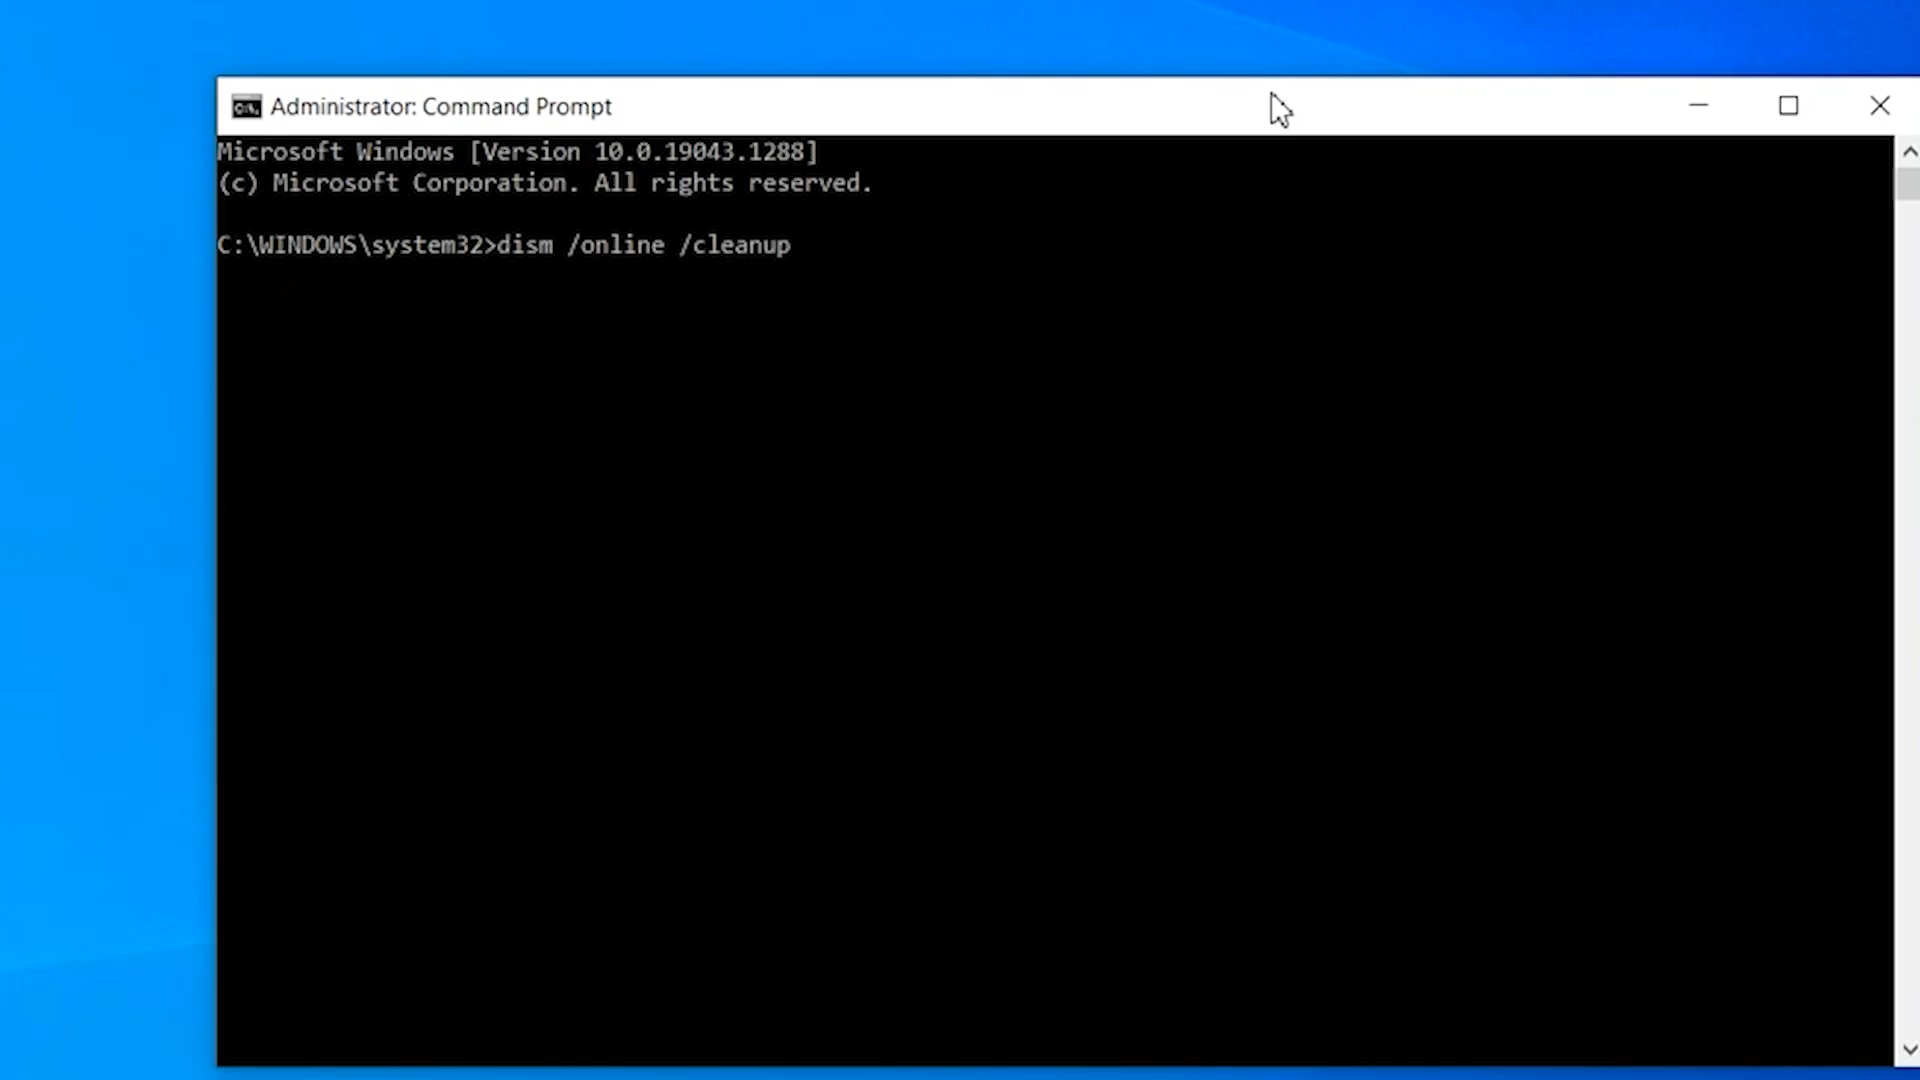 Administrator: Command Prompt
Microsoft Windows [Version 10.0.19043.1288]
(c) Microsoft Corporation. All rights reserved.
C:\WINDOWS\system32>dism /online /cleanup